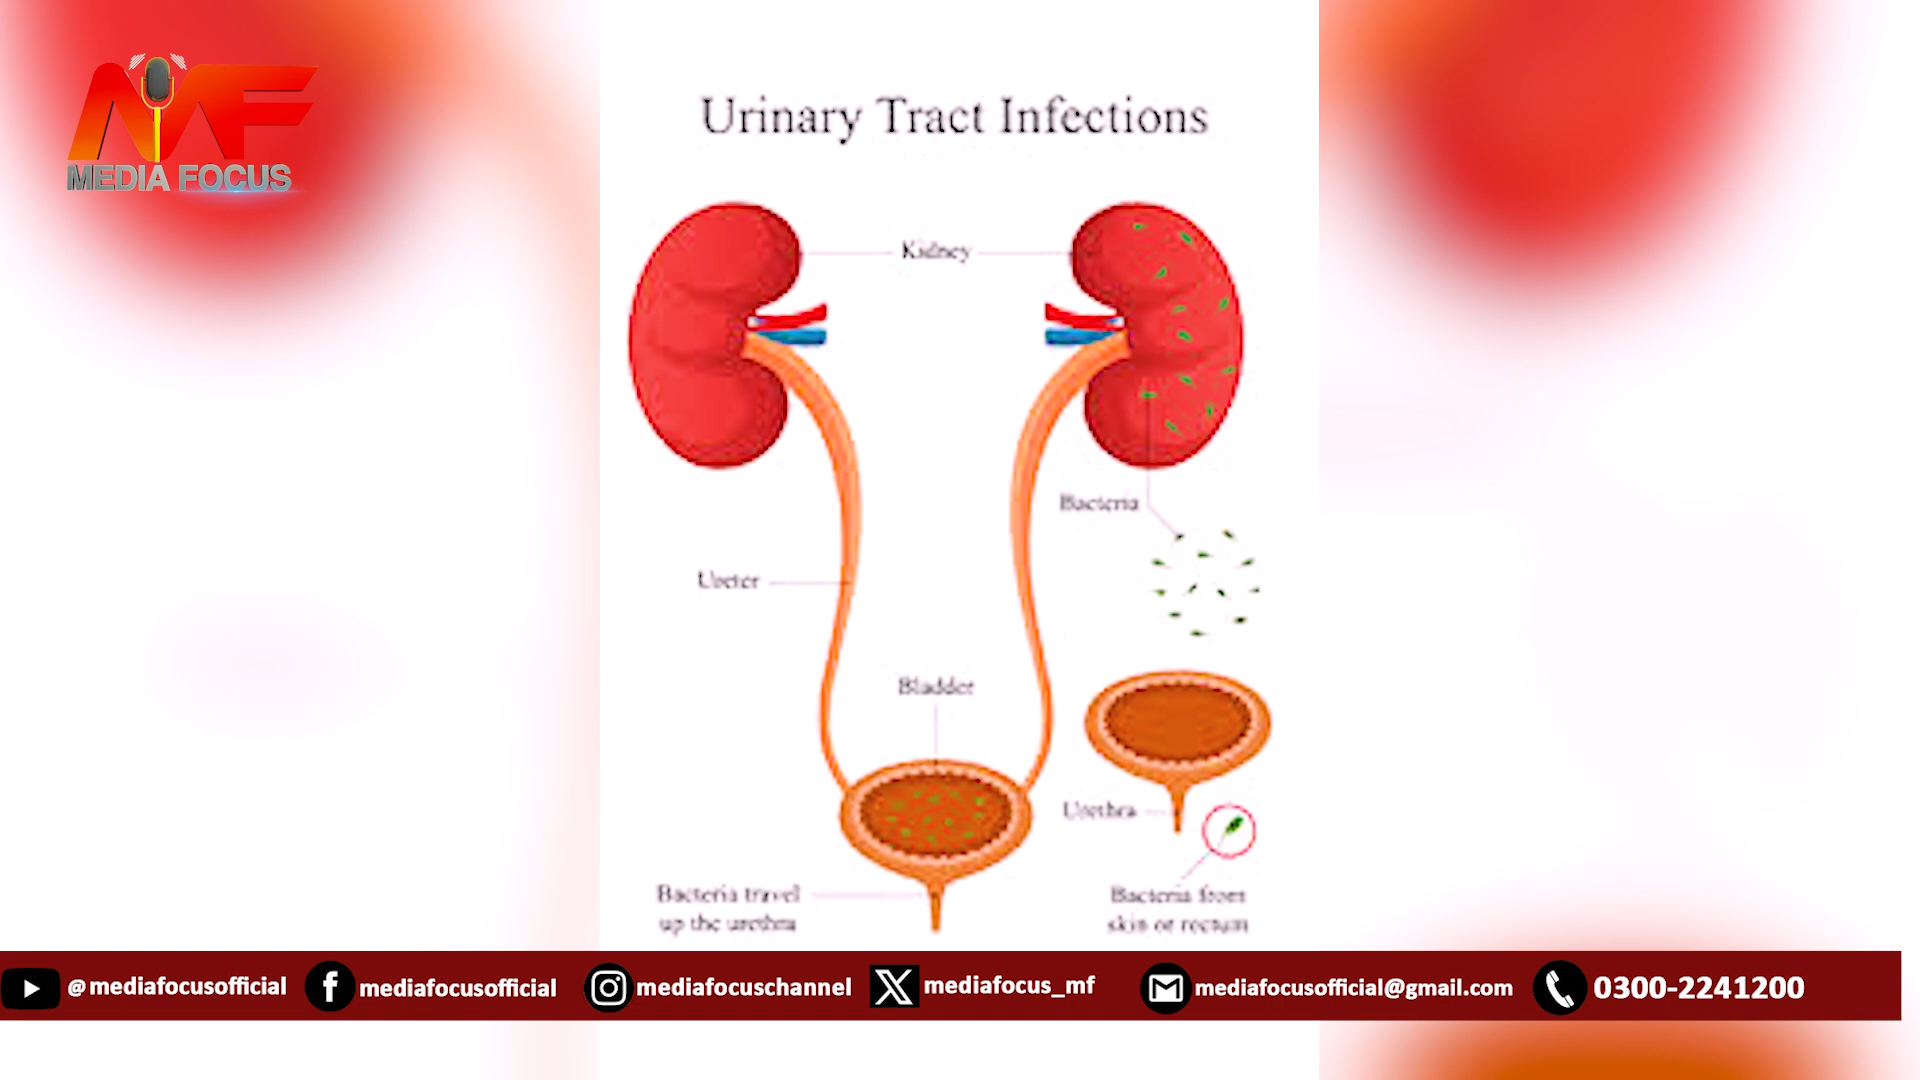 MF
MEDIA FOCUS
Urinary Tract Infections
Kidney
Bacteria
Ureter
Bladder
Urethra
Bacteria travel
up the urethra
Bacteria from
skin or rectum
@mediafocusofficial
mediafocusofficial
mediafocuschannel
mediafocus_mf
mediafocusofficial@gmail.com
0300-2241200